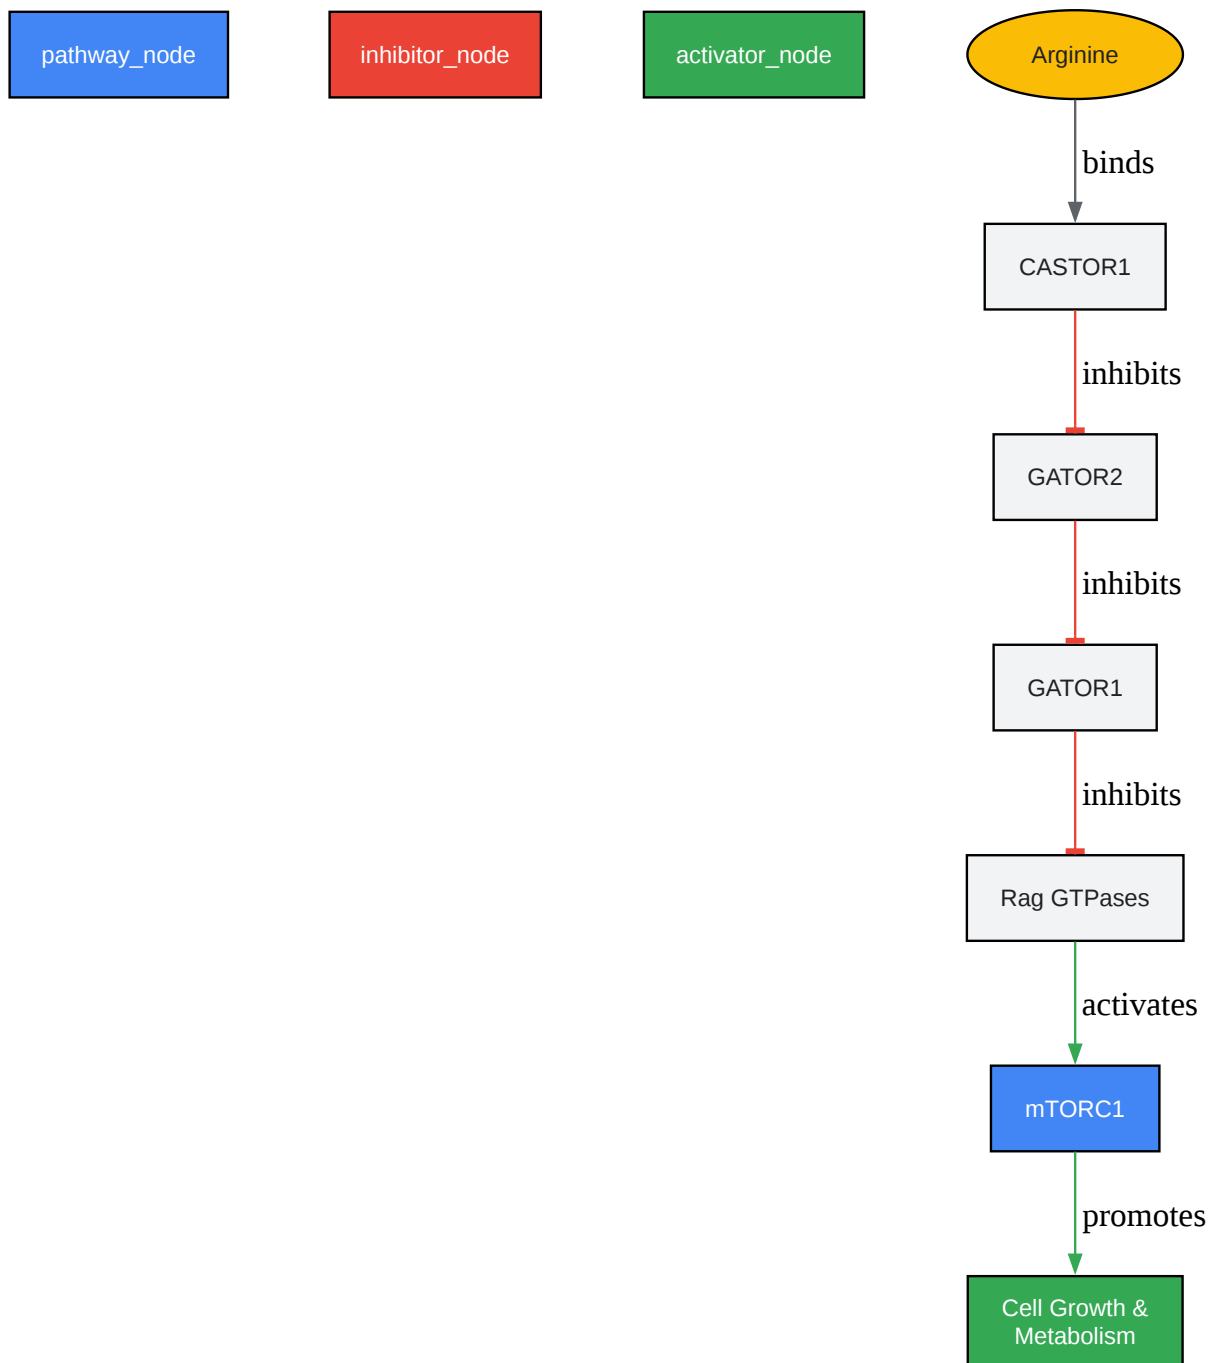 pathway_node
inhibitor_node
activator_node
Arginine
binds
CASTOR1
inhibits
GATOR2
inhibits
GATOR1
inhibits
Rag GTPases
activates
mTORC1
promotes
Cell Growth &
Metabolism